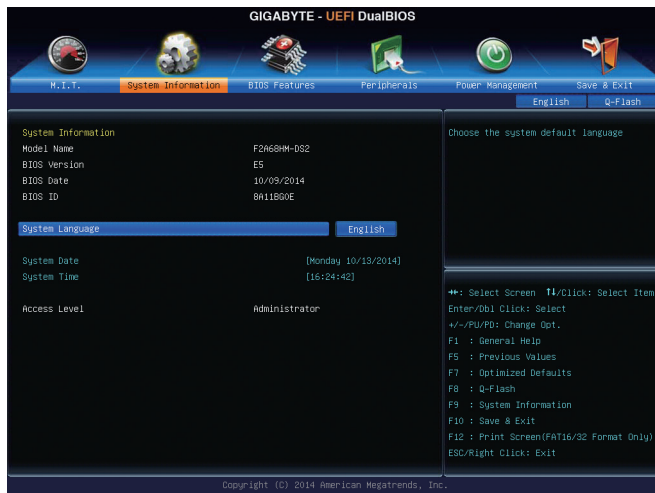 GIGABYTE - UEFI DualBIOS
M.I.T.
System Information
BIOS Features
Peripherals
Power Management
Save & Exit
English
Q-Flash
System Information
Model Name F2A68HM-DS2
BIOS Version E5
BIOS Date 10/09/2014
BIOS ID 8A11BG0E
System Language English
System Date [Monday 10/13/2014]
System Time [16:24:42]
Access Level Administrator
Choose the system default language
→←: Select Screen ↑↓/Click: Select Item
Enter/Dbl Click: Select
+/-/PU/PD: Change Opt.
F1 : General Help
F5 : Previous Values
F7 : Optimized Defaults
F8 : Q-Flash
F9 : System Information
F10 : Save & Exit
F12 : Print Screen(FAT16/32 Format Only)
ESC/Right Click: Exit
Copyright (C) 2014 American Megatrends, Inc.